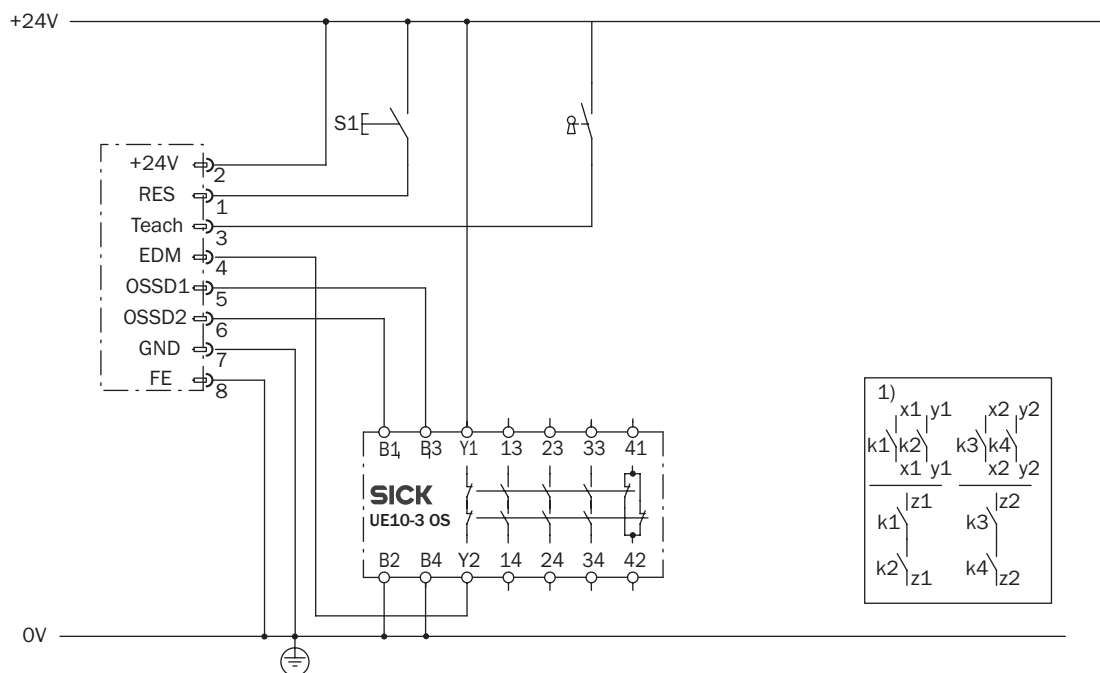 +24V
S1
+24V
2
RES
1
Teach
3
EDM
4
OSSD1
5
OSSD2
6
GND
7
FE
8
B1 B3 Y1 13 23 33 41
SICK
UE10-3 OS
B2 B4 Y2 14 24 34 42
1)
x1 y1 x2 y2
k1 k2 k3 k4
x1 y1 x2 y2
z1 z2
k1 k3
k2 k4
z1 z2
0V